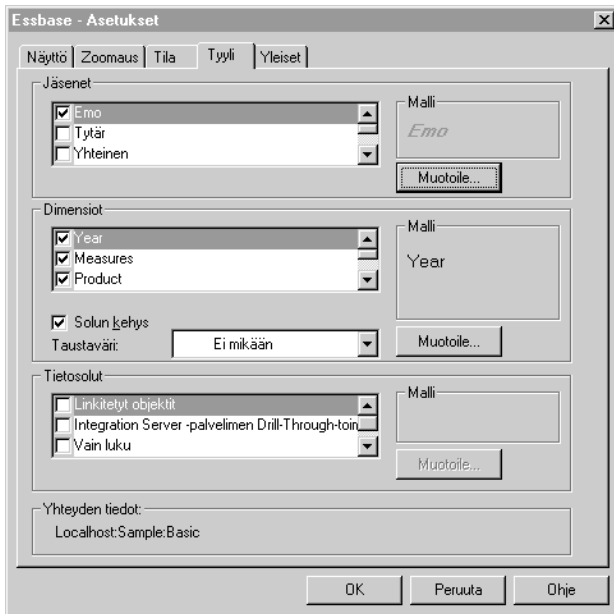 Essbase - Asetukset
Näyttö Zoomaus Tila Tyyli Yleiset
Jäsenet
Emo
Tytär
Yhteinen
Malli
Emo
Muotoile...
Dimensiot
Year
Measures
Product
Malli
Year
Solun kehys
Taustaväri: Ei mikään
Muotoile...
Tietosolut
Linkitetyt objektit
Integration Server -palvelimen Drill-Through-toin
Vain luku
Malli
Muotoile...
Yhteyden tiedot:
Localhost:Sample:Basic
OK Peruuta Ohje